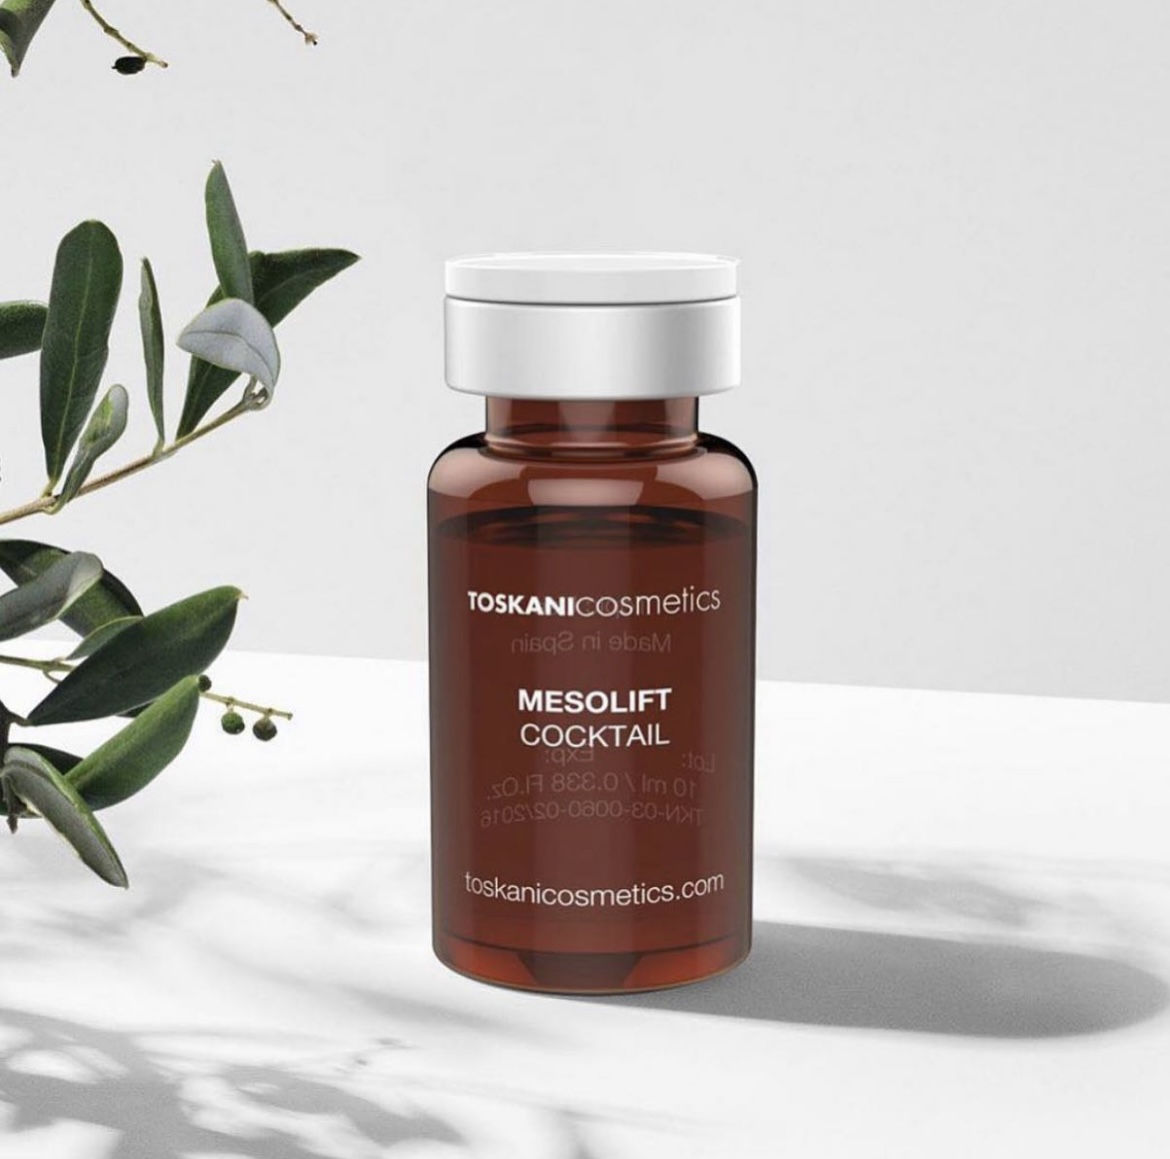 TOSKANIcosmetics
Made in Spain
MESOLIFT
COCKTAIL
Lot: Exp:
10 ml / 0.338 Fl.Oz.
TKN-03-0060-02/2016
toskanicosmetics.com